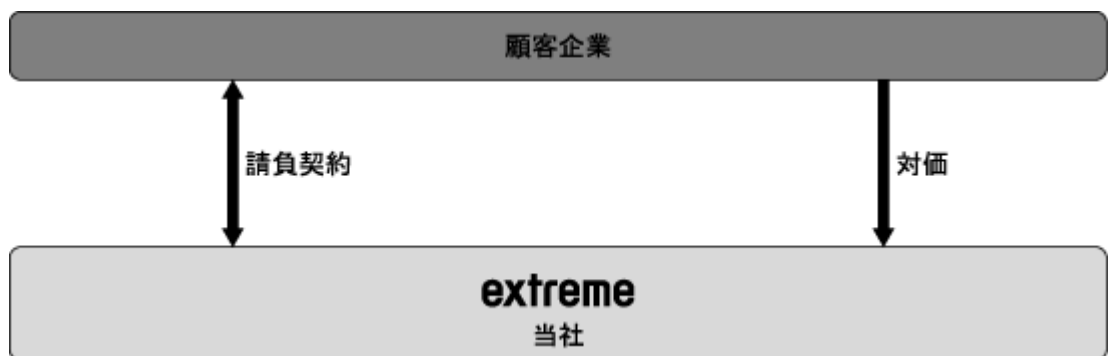 顧客企業
請負契約
対価
extreme
当社